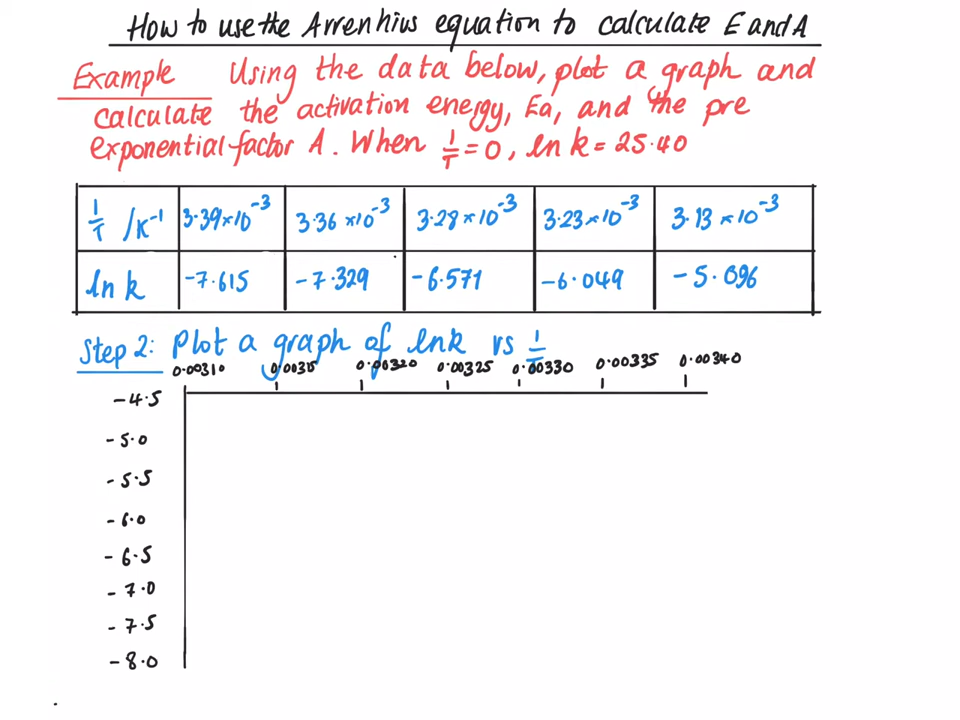 How to use the Arrenhius equation to calculate E and A
Example Using the data below, plot a graph and
calculate the activation energy, Ea, and the pre
exponential factor A. When 1/T = 0, ln k = 25.40
1/T /K⁻¹ 3.39×10⁻³ 3.36×10⁻³ 3.28×10⁻³ 3.23×10⁻³ 3.13×10⁻³
ln k -7.615 -7.329 -6.571 -6.049 -5.096
Step 2: Plot a graph of lnk vs 1/T
0.00310 0.00315 0.00320 0.00325 0.00330 0.00335 0.00340
-4.5
-5.0
-5.5
-6.0
-6.5
-7.0
-7.5
-8.0